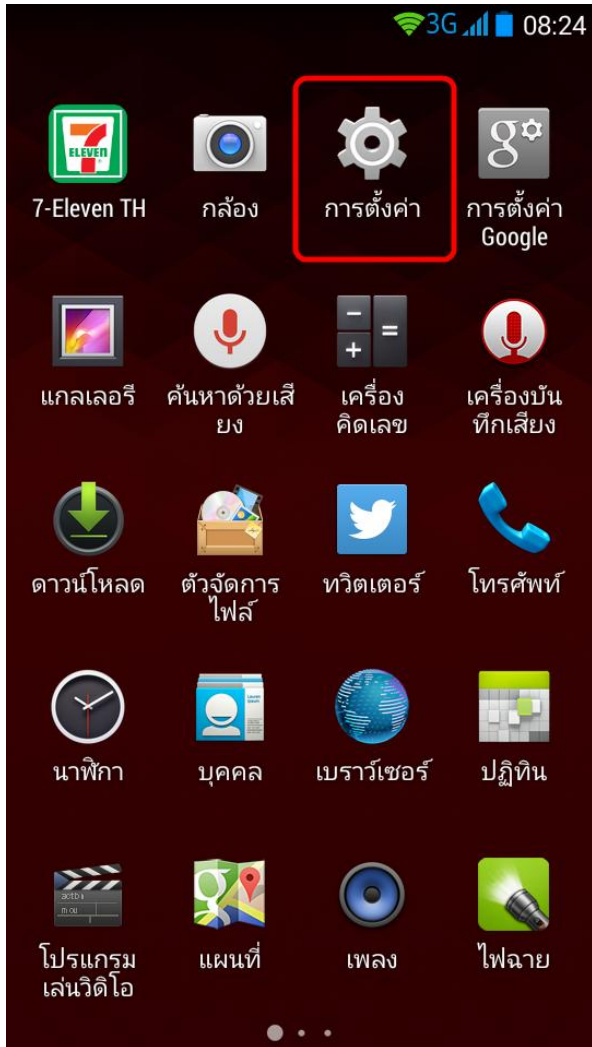 3G 08:24
ELEVEN
7-Eleven TH กล้อง การตั้งค่า การตั้งค่า
Google
แกลเลอรี ค้นหาด้วยเสี เครื่อง เครื่องบัน
ยง คิดเลข ทึกเสียง
ดาวน์โหลด ตัวจัดการ ทวิตเตอร์ โทรศัพท์
ไฟล์
นาฬิกา บุคคล เบราว์เซอร์ ปฏิทิน
โปรแกรม แผนที่ เพลง ไฟฉาย
เล่นวิดิโอ